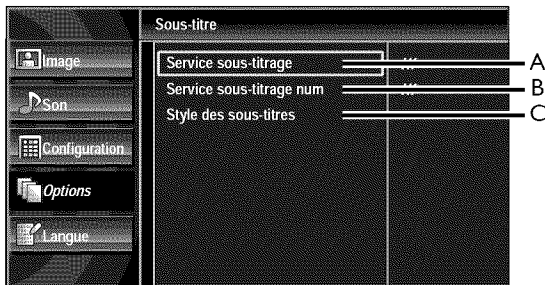 Sous-titre
Image
Son
Configuration
Options
Langue
Service sous-titrage
Service sous-titrage num
Style des sous-titres
A
B
C